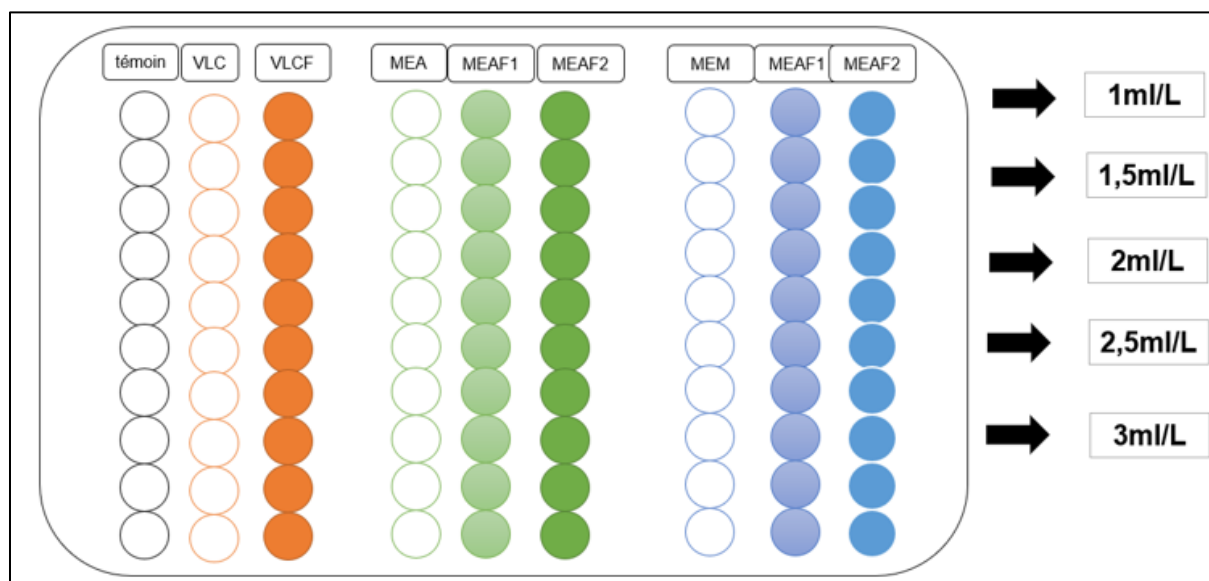 témoin VLC VLCF MEA MEAF1 MEAF2 MEM MEAF1 MEAF2
1ml/L
1,5ml/L
2ml/L
2,5ml/L
3ml/L